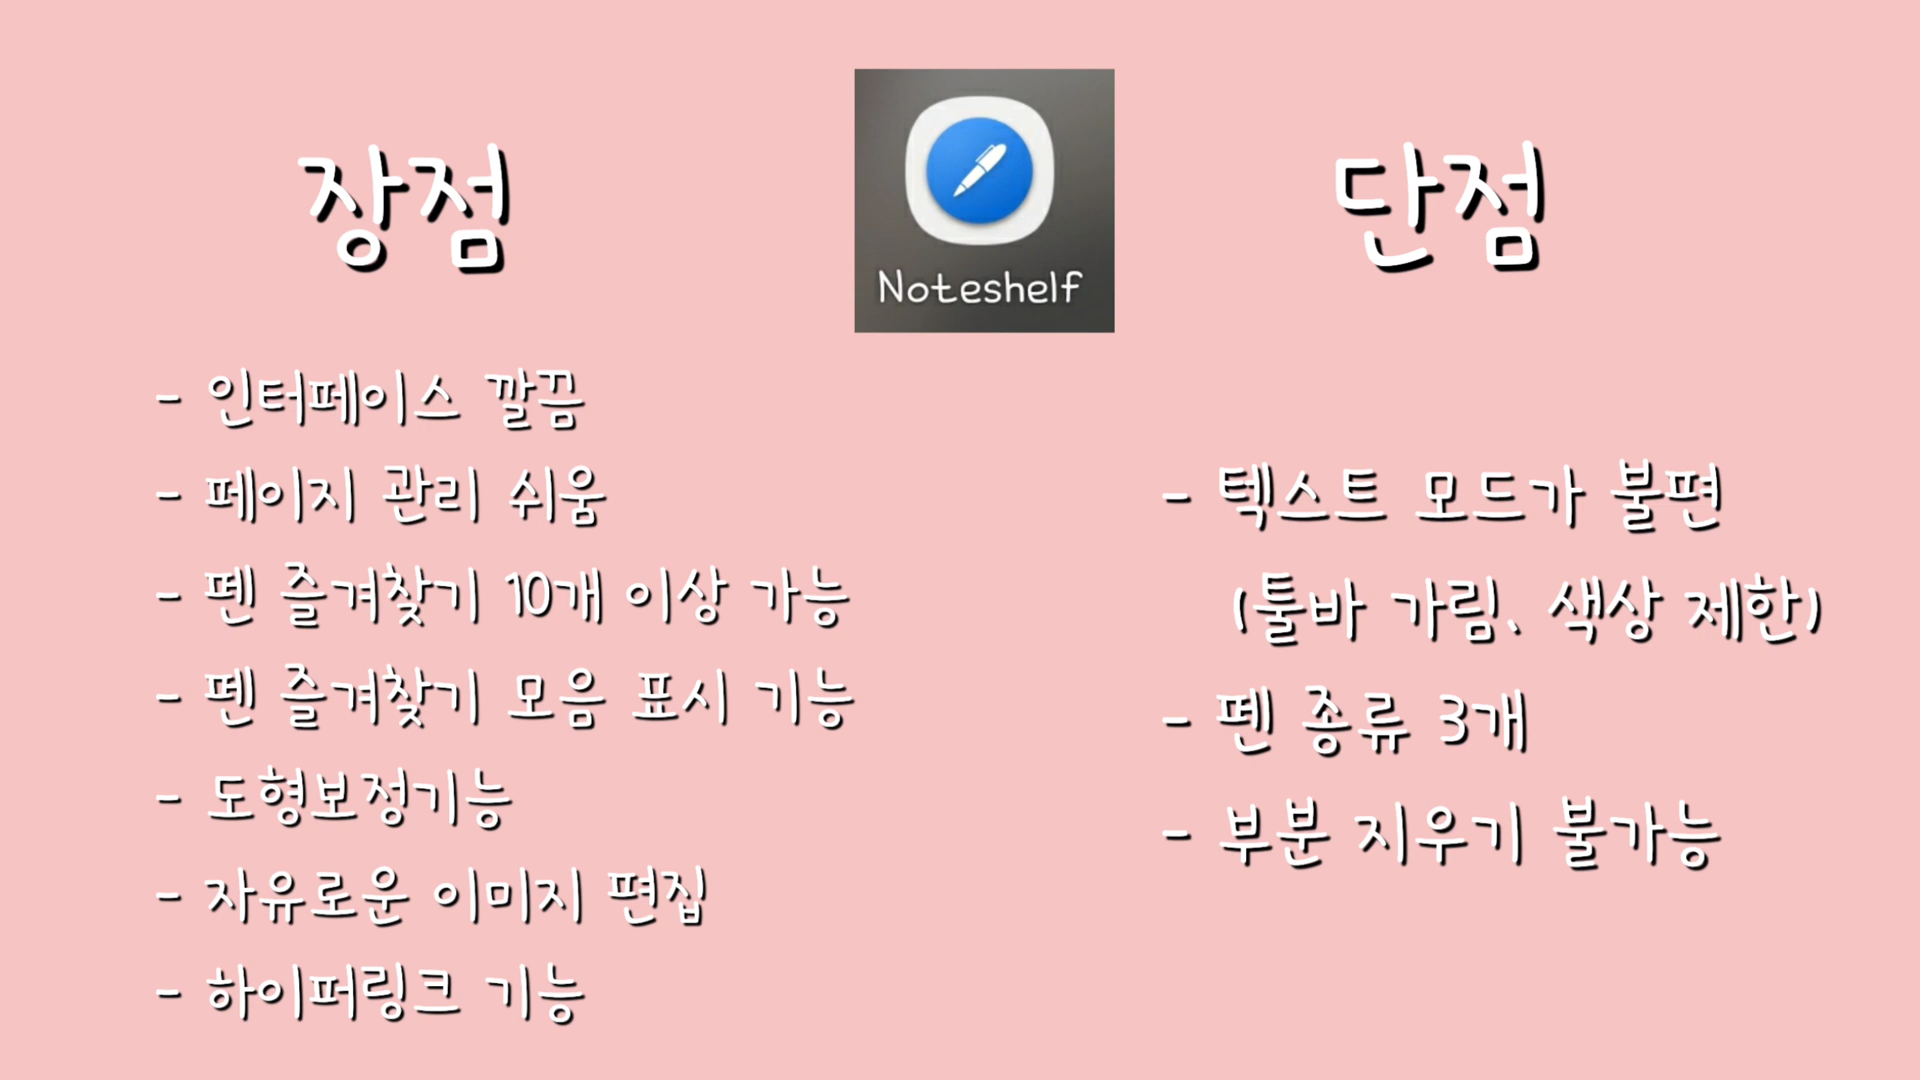 장점
- 인터페이스 깔끔
- 페이지 관리 쉬움
- 펜 즐겨찾기 10개 이상 가능
- 펜 즐겨찾기 모음 표시 기능
- 도형보정기능
- 자유로운 이미지 편집
- 하이퍼링크 기능
Noteshelf
단점
- 텍스트 모드가 불편
(툴바 가림、 색상 제한)
- 펜 종류 3개
- 부분 지우기 불가능